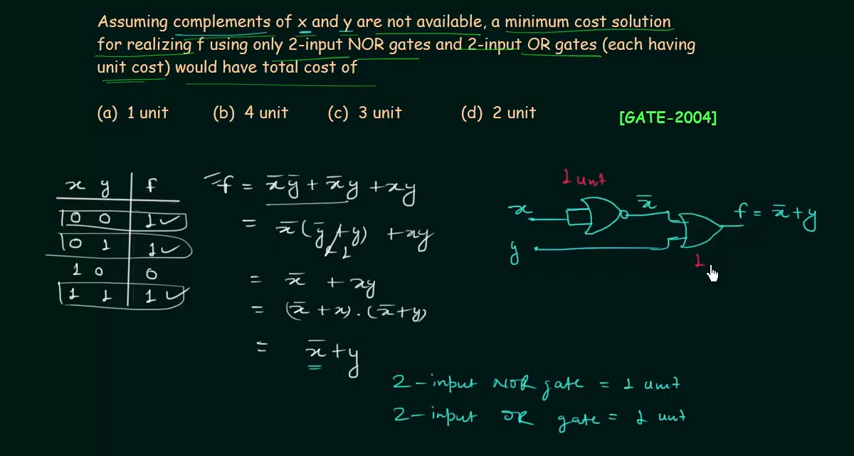 Assuming complements of x and y are not available, a minimum cost solution
for realizing f using only 2-input NOR gates and 2-input OR gates (each having
unit cost) would have total cost of
(a) 1 unit (b) 4 unit (c) 3 unit (d) 2 unit [GATE-2004]
x y f
0 0 1 ✓
0 1 1 ✓
1 0 0
1 1 1 ✓
f = x̄ȳ + x̄y + xy
= x̄(ȳ + y) + xy
1
= x̄ + xy
= (x̄ + x) . (x̄ + y)
= x̄ + y
1 unit
x x̄
y
f = x̄ + y
1
2-input NOR gate = 1 unit
2-input OR gate = 1 unit